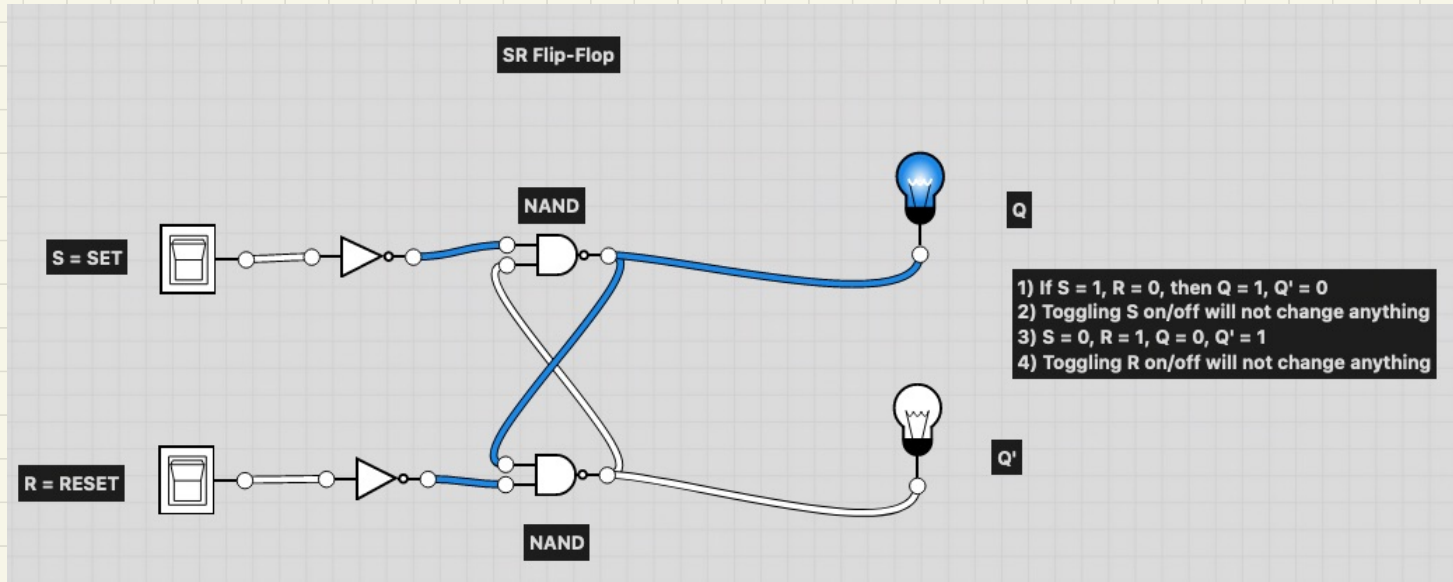 SR Flip-Flop
NAND
Q
S = SET
1) If S = 1, R = 0, then Q = 1, Q' = 0
2) Toggling S on/off will not change anything
3) S = 0, R = 1, Q = 0, Q' = 1
4) Toggling R on/off will not change anything
Q'
R = RESET
NAND